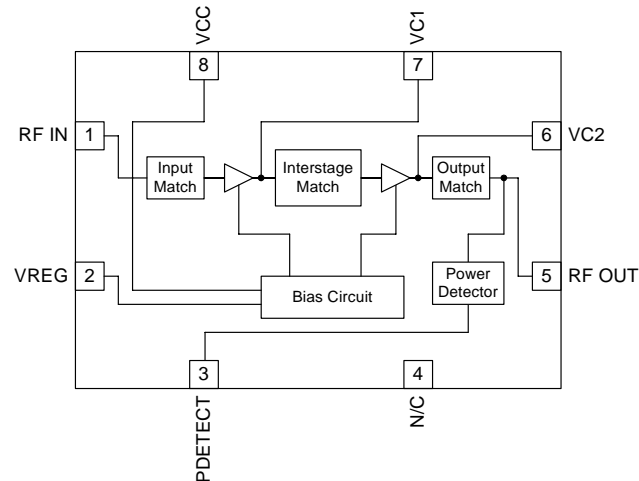 VCC
VC1
8
7
RF IN
1
6
VC2
Input
Match
Interstage
Match
Output
Match
VREG
2
Bias Circuit
Power
Detector
5
RF OUT
3
4
PDETECT
N/C